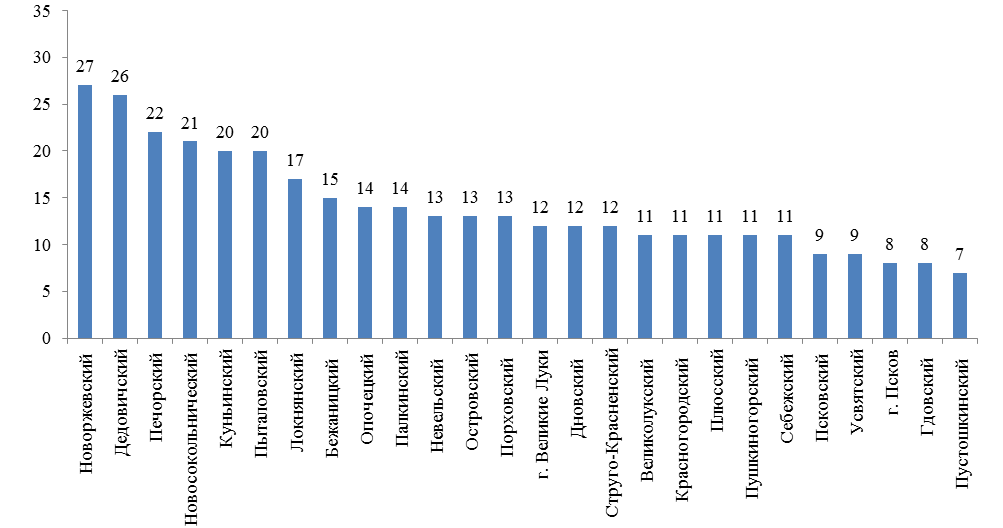 35
30
25
20
15
10
5
0
27
26
22
21
20
20
17
15
14
14
13
13
13
12
12
12
11
11
11
11
11
9
9
8
8
7
Новоржевский
Дедовичский
Печорский
Новосокольнический
Куньинский
Пыталовский
Локнянский
Бежаницкий
Опочецкий
Палкинский
Невельский
Островский
Порховский
г. Великие Луки
Дновский
Струго-Красненский
Великолукский
Красногородский
Плюсский
Пушкиногорский
Себежский
Псковский
Усвятский
г. Псков
Гдовский
Пустошкинский